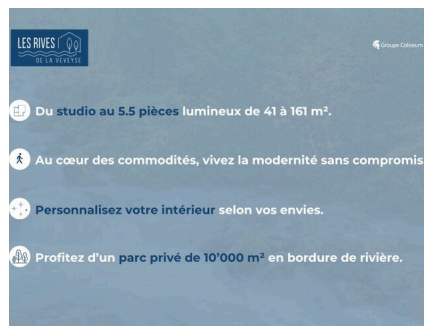 LES RIVES
DE LA VEVEYSE
Groupe Coliseum
Du studio au 5.5 pièces lumineux de 41 à 161 m².
Au cœur des commodités, vivez la modernité sans compromis
Personnalisez votre intérieur selon vos envies.
Profitez d'un parc privé de 10'000 m² en bordure de rivière.